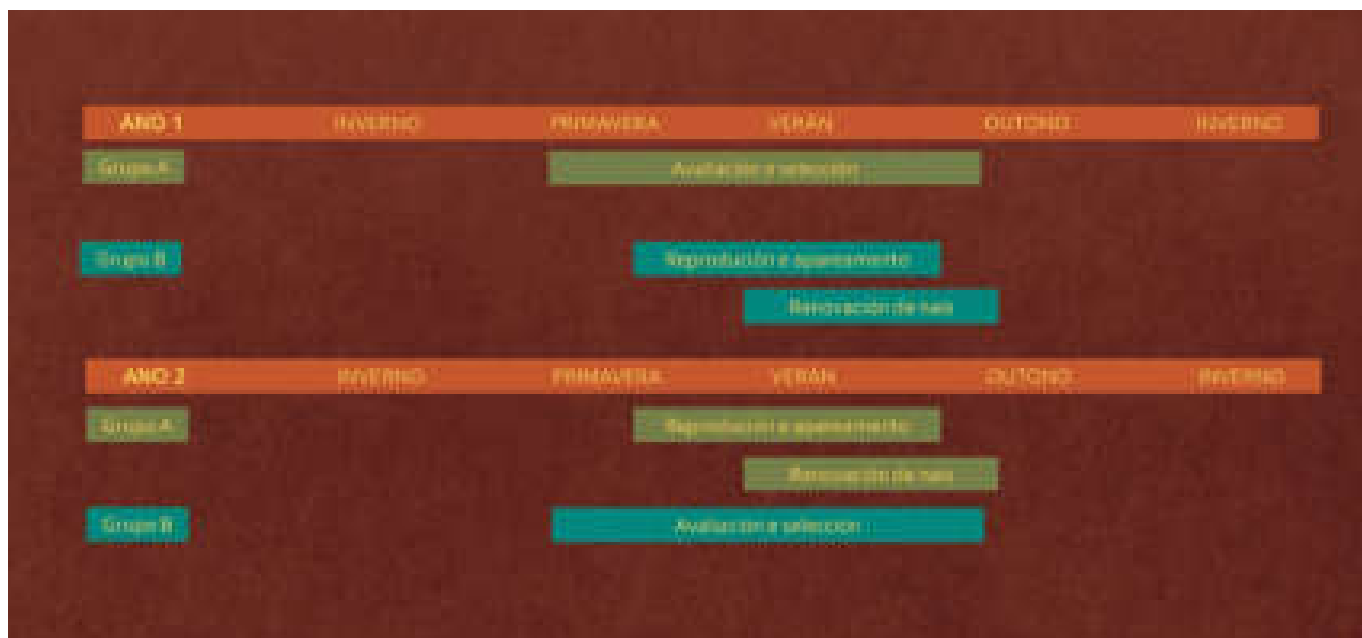 ANO 1 INVERNO PRIMAVERA VERÁN OUTONO INVERNO
Grupo A Avaliación e selección
Grupo B Reprodución e apareamento
Renovación de nais
ANO 2 INVERNO PRIMAVERA VERÁN OUTONO INVERNO
Grupo A Reprodución e apareamento
Renovación de nais
Grupo B Avaliación e selección